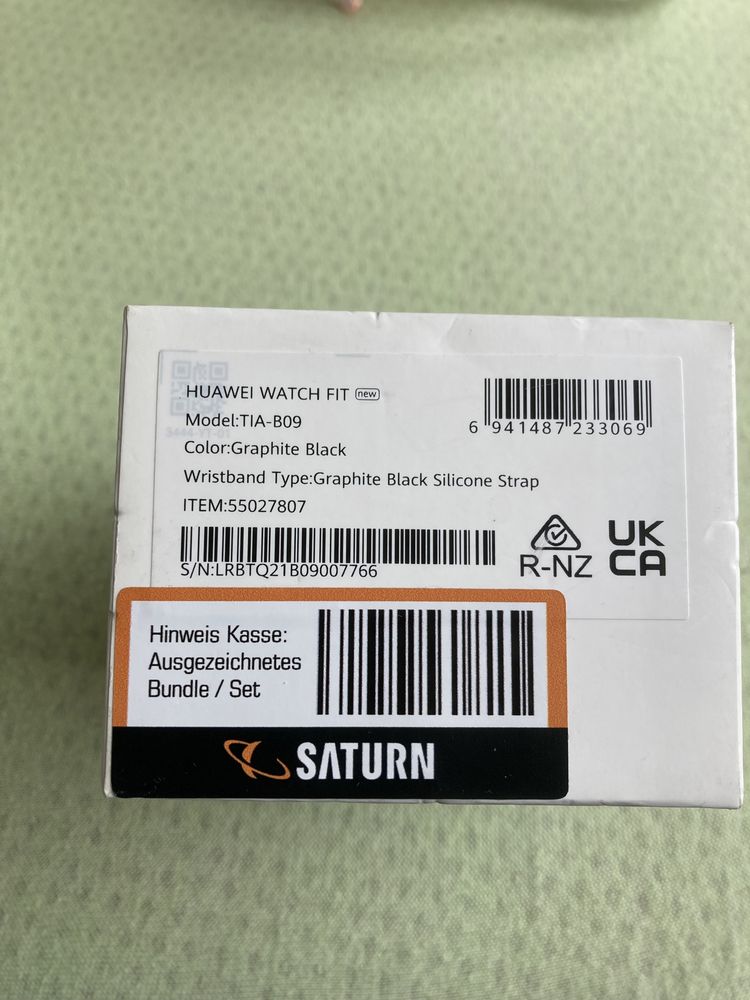 HUAWEI WATCH FIT new
Model:TIA-B09
Color:Graphite Black
Wristband Type:Graphite Black Silicone Strap
ITEM:55027807
6 941487 233069
S/N:LRBTQ21B09007766
R-NZ
UK
CA
Hinweis Kasse:
Ausgezeichnetes
Bundle / Set
SATURN